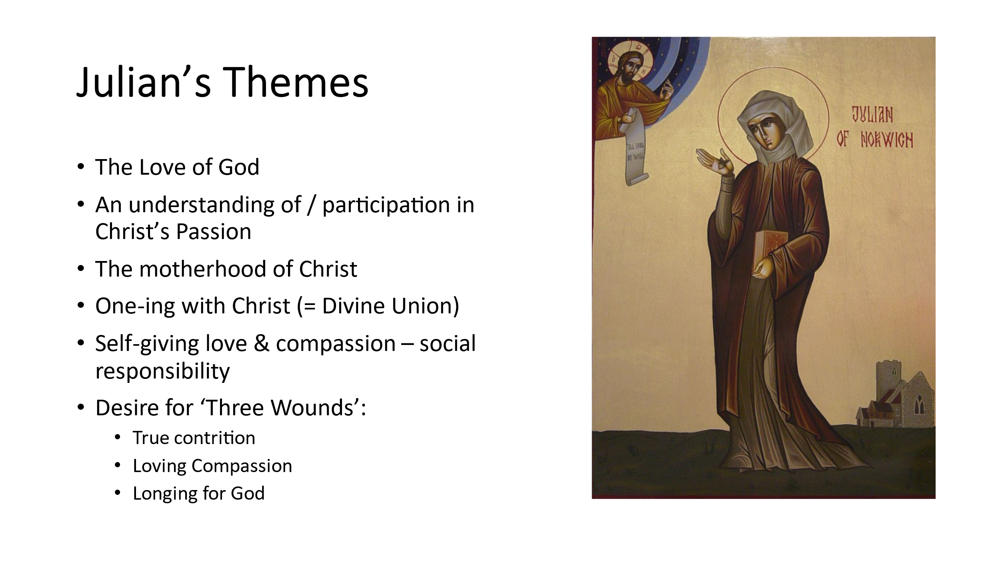 Julian’s Themes
• The Love of God
• An understanding of / participation in
Christ’s Passion
• The motherhood of Christ
• One-ing with Christ (= Divine Union)
• Self-giving love & compassion – social
responsibility
• Desire for ‘Three Wounds’:
• True contrition
• Loving Compassion
• Longing for God
ὁ ὢ Ν
ALL SHALL
BE WELL
JULIAN
OF NORWICH